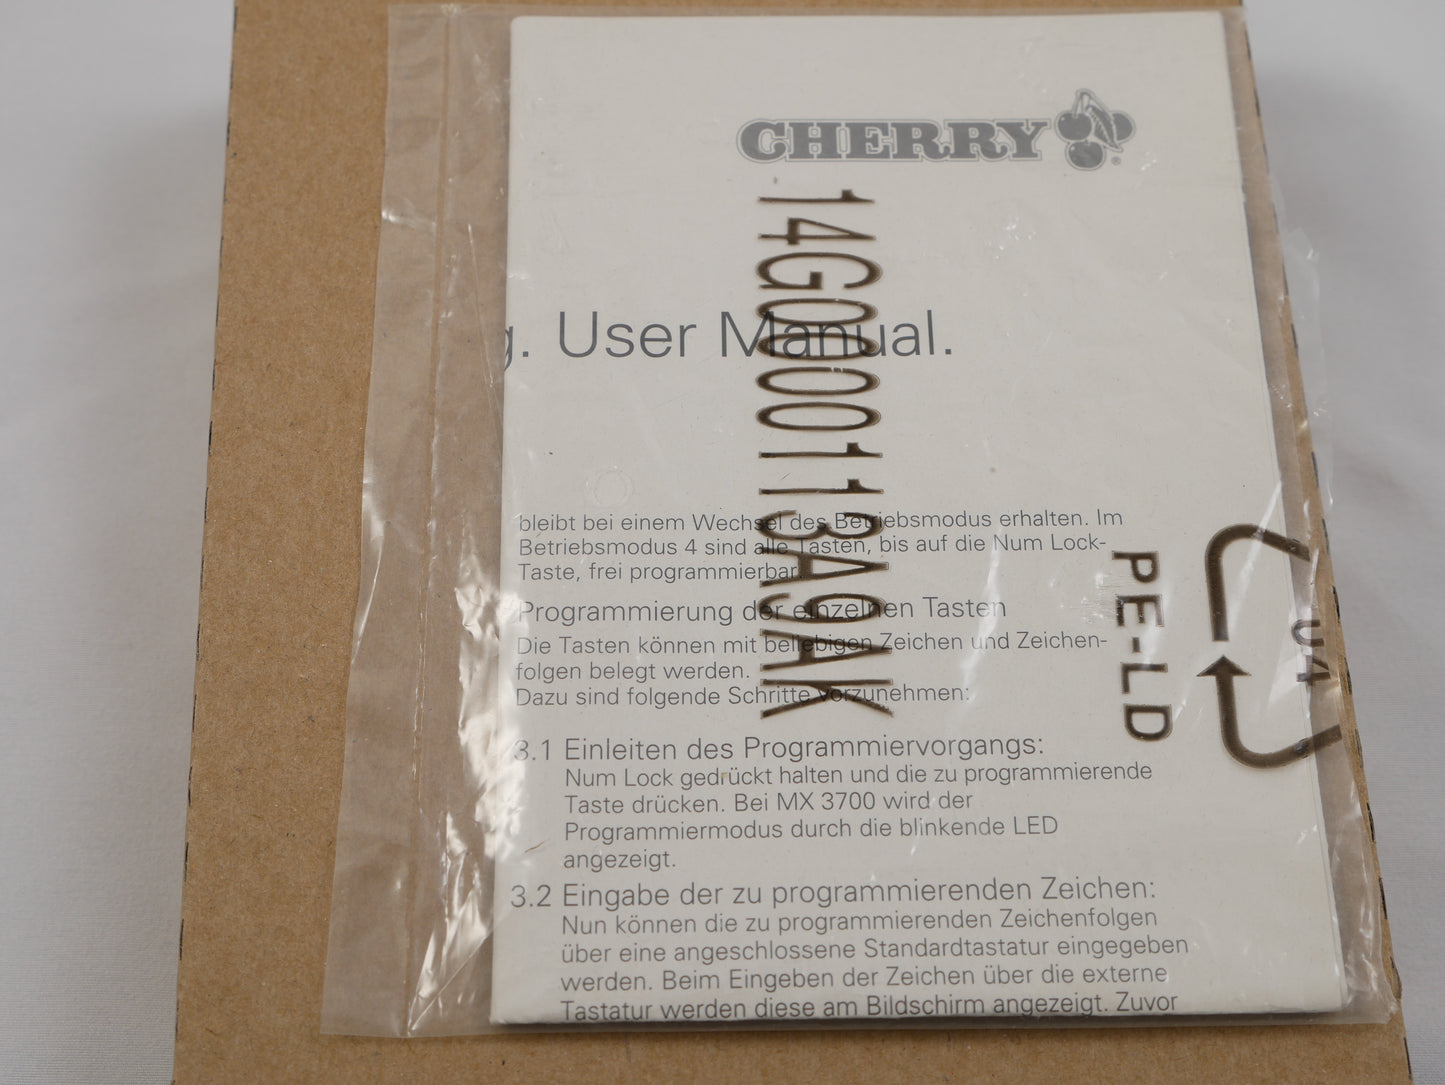 CHERRY
®
g. User Manual.
14G000113A9AK
bleibt bei einem Wechsel des Betriebsmodus erhalten. Im
Betriebsmodus 4 sind alle Tasten, bis auf die Num Lock-
Taste, frei programmierbar.
Programmierung der einzelnen Tasten
Die Tasten können mit beliebigen Zeichen und Zeichen-
folgen belegt werden.
Dazu sind folgende Schritte vorzunehmen:
PE-LD
04
3.1 Einleiten des Programmiervorgangs:
Num Lock gedrückt halten und die zu programmierende
Taste drücken. Bei MX 3700 wird der
Programmiermodus durch die blinkende LED
angezeigt.
3.2 Eingabe der zu programmierenden Zeichen:
Nun können die zu programmierenden Zeichenfolgen
über eine angeschlossene Standardtastatur eingegeben
werden. Beim Eingeben der Zeichen über die externe
Tastatur werden diese am Bildschirm angezeigt. Zuvor